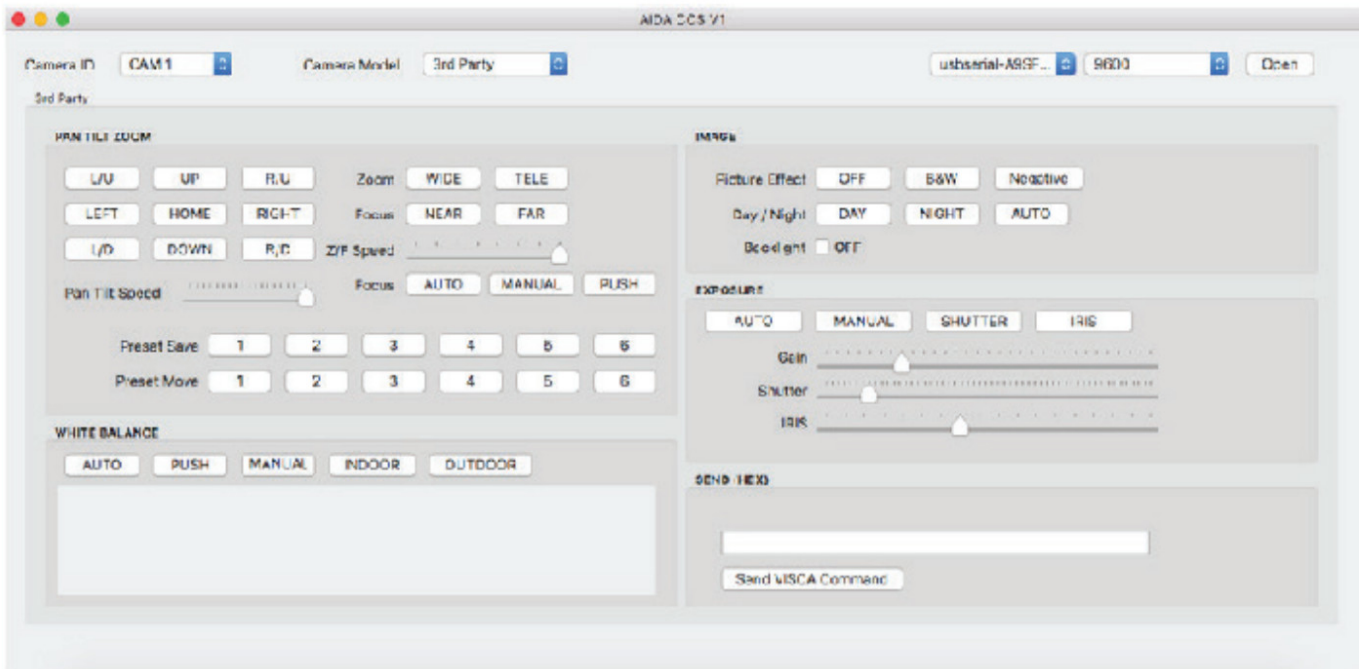 AIDA CCS V1
Camera ID CAM 1 Camera Model 3rd Party usbserial-A9SF... 9600 Open
3rd Party
PAN TILT ZOOM
L/U UP R/U Zoom WIDE TELE
LEFT HOME RIGHT Focus NEAR FAR
L/D DOWN R/D Z/F Speed
Pan Tilt Speed Focus AUTO MANUAL PUSH
Preset Save 1 2 3 4 5 6
Preset Move 1 2 3 4 5 6
WHITE BALANCE
AUTO PUSH MANUAL INDOOR OUTDOOR
IMAGE
Picture Effect OFF B&W Negative
Day / Night DAY NIGHT AUTO
Backlight OFF
EXPOSURE
AUTO MANUAL SHUTTER IRIS
Gain
Shutter
IRIS
SEND (HEX)
Send VISCA Command